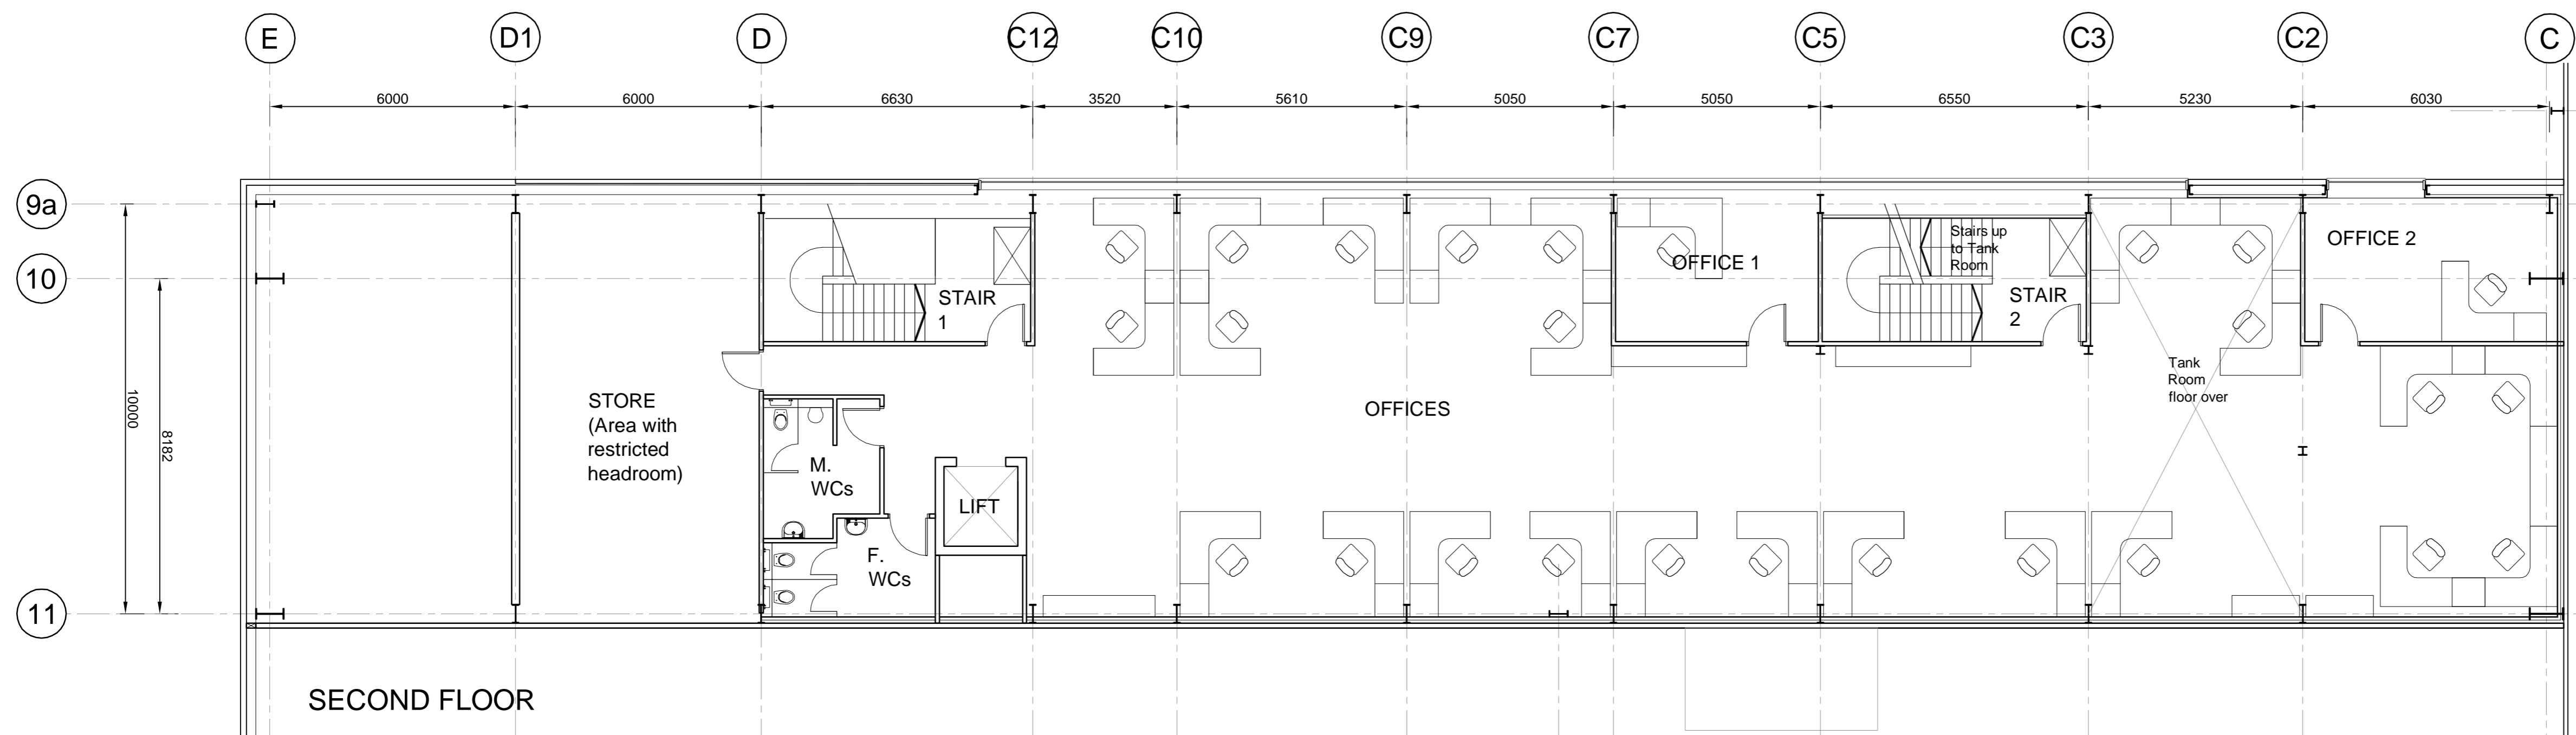 E
D1
D
C12
C10
C9
C7
C5
C3
C2
C
6000
6000
6630
3520
5610
5050
5050
6550
5230
6030
9a
10
11
10000
8182
STAIR
1
STORE
(Area with
restricted
headroom)
M.
WCs
F.
WCs
LIFT
OFFICES
OFFICE 1
Stairs up
to Tank
Room
STAIR
2
Tank
Room
floor over
OFFICE 2
SECOND FLOOR